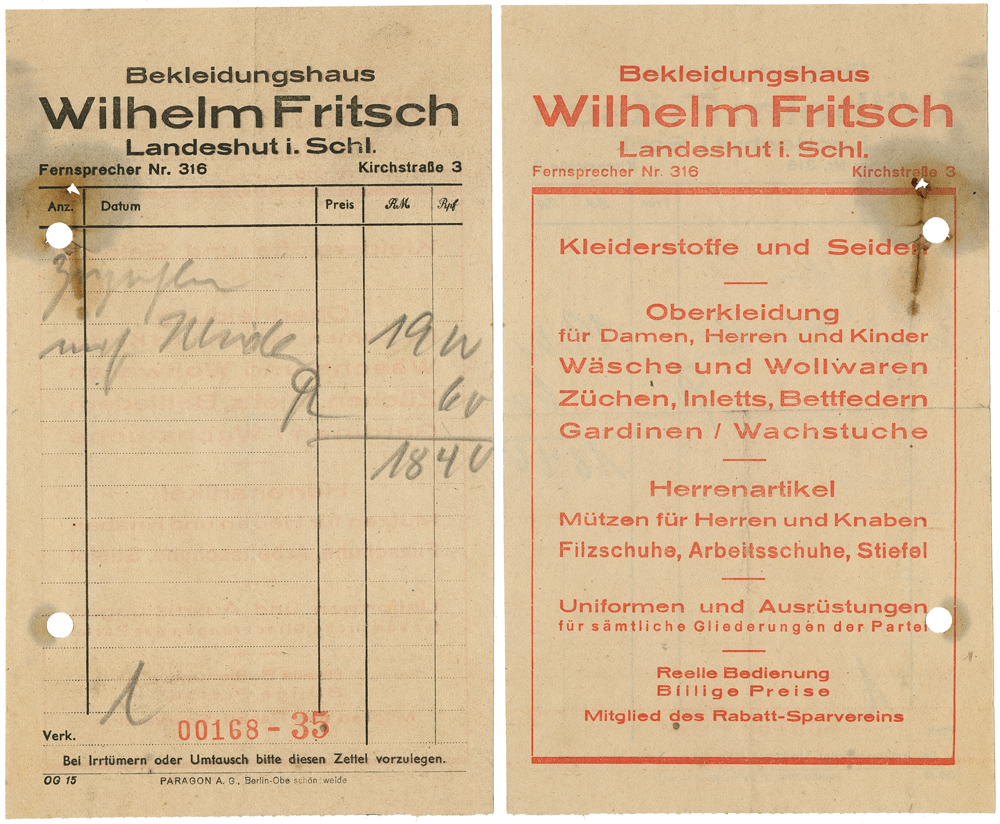 Bekleidungshaus
Wilhelm Fritsch
Landeshut i. Schl.
Fernsprecher Nr. 316 Kirchstraße 3
Anz. Datum Preis RM Rpf
19
60
18 40
Verk. 00168 - 35
Bei Irrtümern oder Umtausch bitte diesen Zettel vorzulegen.
OG 15 PARAGON A. G., Berlin-Oberschöneweide
Bekleidungshaus
Wilhelm Fritsch
Landeshut i. Schl.
Fernsprecher Nr. 316 Kirchstraße 3
Kleiderstoffe und Seiden
Oberkleidung
für Damen, Herren und Kinder
Wäsche und Wollwaren
Züchen, Inletts, Bettfedern
Gardinen / Wachstuche
Herrenartikel
Mützen für Herren und Knaben
Filzschuhe, Arbeitsschuhe, Stiefel
Uniformen und Ausrüstungen
für sämtliche Gliederungen der Partei
Reelle Bedienung
Billige Preise
Mitglied des Rabatt-Sparvereins